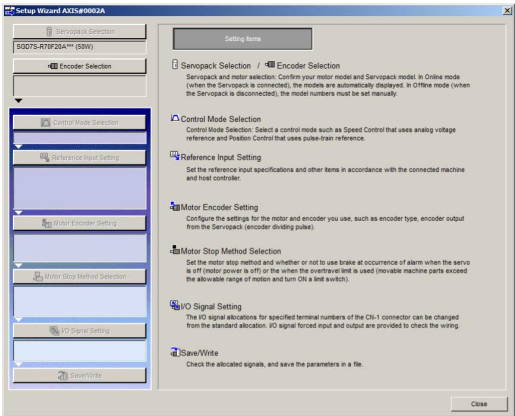 Setup Wizard AXIS#0002A
Servopack Selection
SGD7S-R70F20A*** (50W)
Encoder Selection
Control Mode Selection
Reference Input Setting
Motor Encoder Setting
Motor Stop Method Selection
I/O Signal Setting
Save/Write
Setting Items
Servopack Selection / Encoder Selection
Servopack and motor selection: Confirm your motor model and Servopack model. In Online mode
(when the Servopack is connected), the models are automatically displayed. In Offline mode (when
the Servopack is disconnected), the model numbers must be set manually.
Control Mode Selection
Control Mode Selection: Select a control mode such as Speed Control that uses analog voltage
reference and Position Control that uses pulse-train reference.
Reference Input Setting
Set the reference input specifications and other items in accordance with the connected machine
and host controller.
Motor Encoder Setting
Configure the settings for the motor and encoder you use, such as encoder type, encoder output
from the Servopack (encoder dividing pulse).
Motor Stop Method Selection
Set the motor stop method and whether or not to use brake at occurrence of alarm when the servo
is off (motor power is off) or the when the overtravel limit is used (movable machine parts exceed
the allowable range of motion and turn ON a limit switch).
I/O Signal Setting
The I/O signal allocations for specified terminal numbers of the CN-1 connector can be changed
from the standard allocation. I/O signal forced input and output are provided to check the wiring.
Save/Write
Check the allocated signals, and save the parameters in a file.
Close